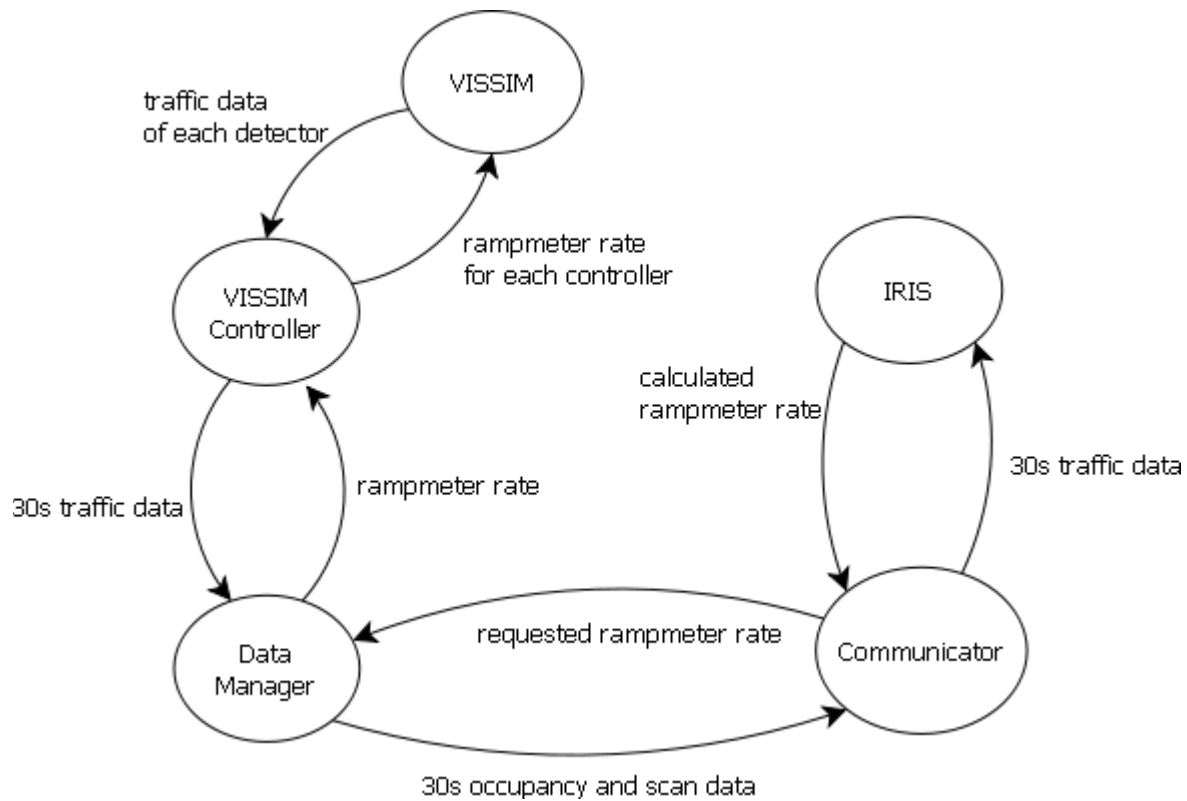 VISSIM
traffic data
of each detector
rampmeter rate
for each controller
VISSIM
Controller
IRIS
calculated
rampmeter rate
30s traffic data
30s traffic data
rampmeter rate
requested rampmeter rate
Communicator
Data
Manager
30s occupancy and scan data